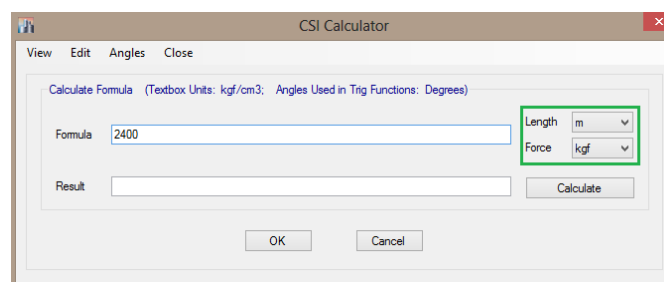 CSI Calculator
View Edit Angles Close
Calculate Formula (Textbox Units: kgf/cm3; Angles Used in Trig Functions: Degrees)
Formula 2400
Length m
Force kgf
Result
Calculate
OK Cancel